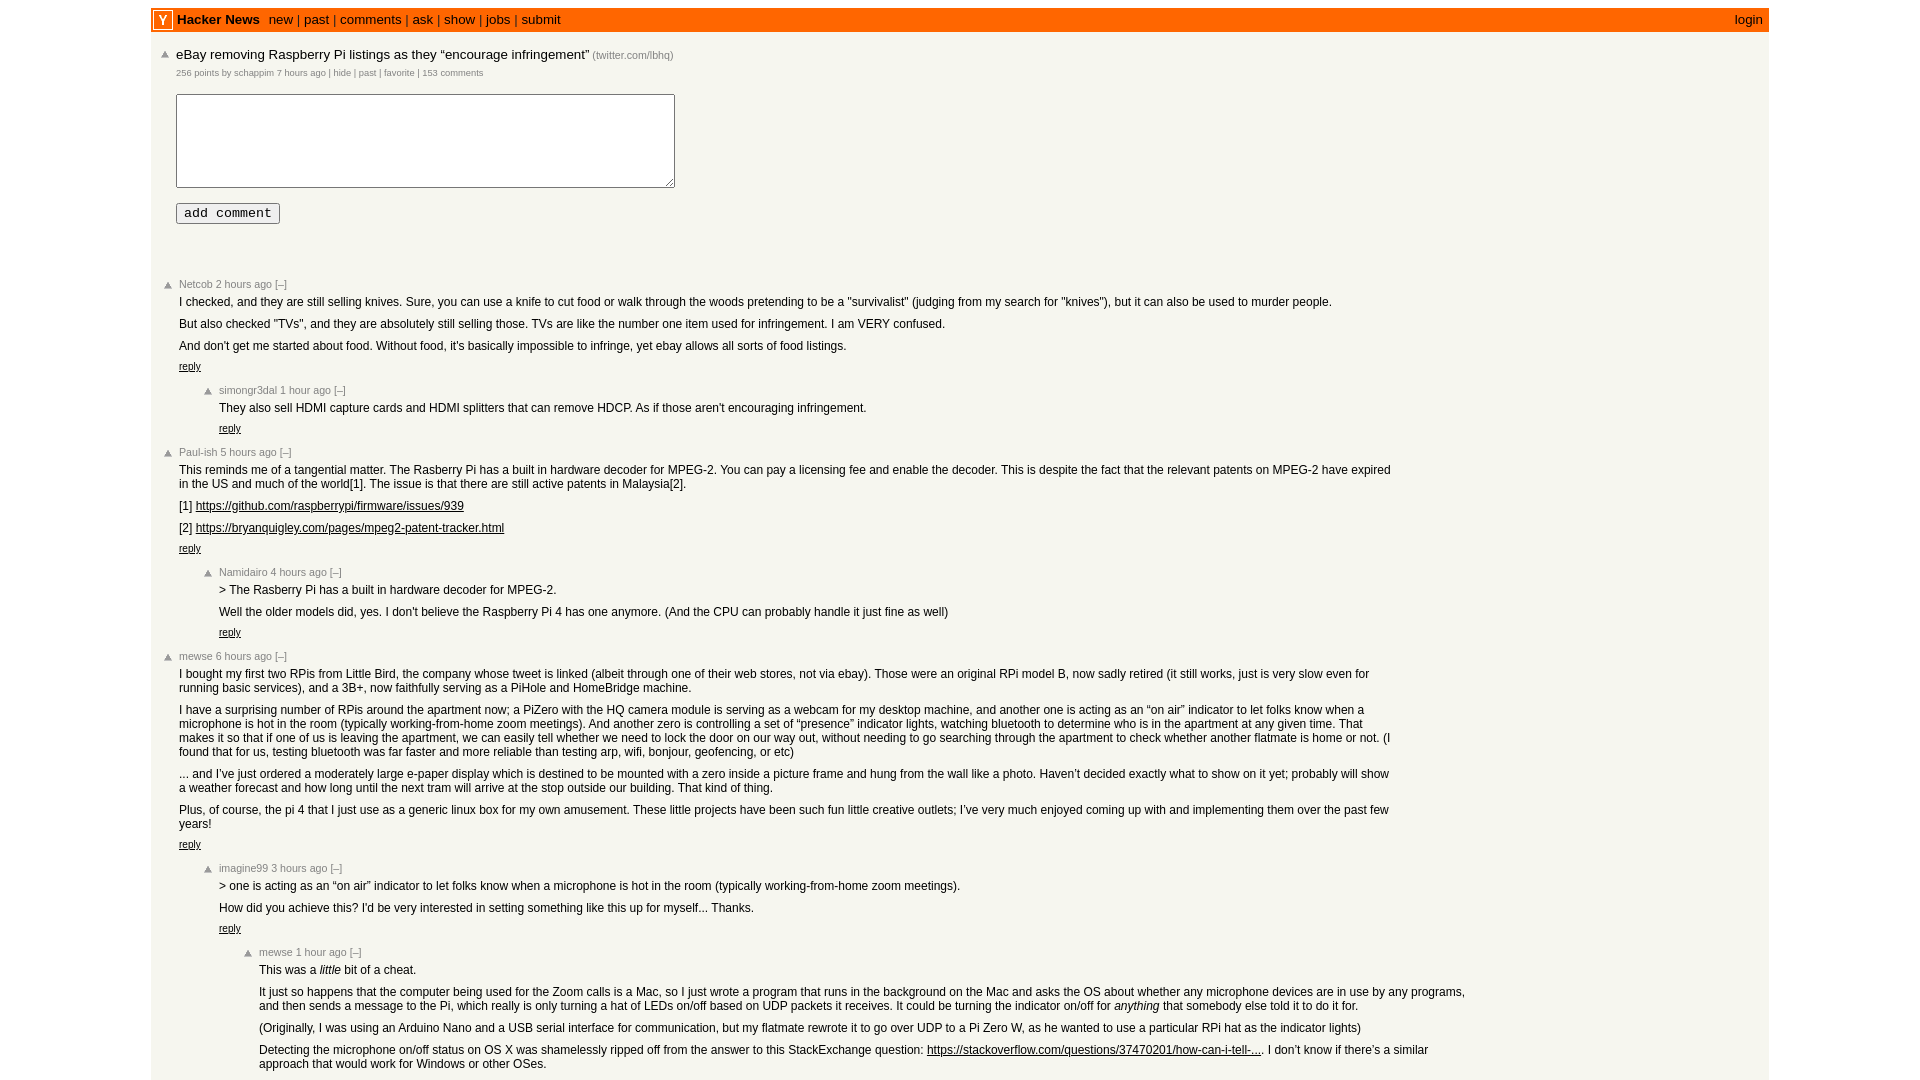 Y Hacker News new | past | comments | ask | show | jobs | submit login
eBay removing Raspberry Pi listings as they “encourage infringement” (twitter.com/lbhq)
256 points by schappim 7 hours ago | hide | past | favorite | 153 comments
add comment
Netcob 2 hours ago [–]
I checked, and they are still selling knives. Sure, you can use a knife to cut food or walk through the woods pretending to be a "survivalist" (judging from my search for "knives"), but it can also be used to murder people.
But also checked "TVs", and they are absolutely still selling those. TVs are like the number one item used for infringement. I am VERY confused.
And don't get me started about food. Without food, it's basically impossible to infringe, yet ebay allows all sorts of food listings.
reply
simongr3dal 1 hour ago [–]
They also sell HDMI capture cards and HDMI splitters that can remove HDCP. As if those aren't encouraging infringement.
reply
Paul-ish 5 hours ago [–]
This reminds me of a tangential matter. The Rasberry Pi has a built in hardware decoder for MPEG-2. You can pay a licensing fee and enable the decoder. This is despite the fact that the relevant patents on MPEG-2 have expired
in the US and much of the world[1]. The issue is that there are still active patents in Malaysia[2].
[1] https://github.com/raspberrypi/firmware/issues/939
[2] https://bryanquigley.com/pages/mpeg2-patent-tracker.html
reply
Namidairo 4 hours ago [–]
> The Rasberry Pi has a built in hardware decoder for MPEG-2.
Well the older models did, yes. I don't believe the Raspberry Pi 4 has one anymore. (And the CPU can probably handle it just fine as well)
reply
mewse 6 hours ago [–]
I bought my first two RPis from Little Bird, the company whose tweet is linked (albeit through one of their web stores, not via ebay). Those were an original RPi model B, now sadly retired (it still works, just is very slow even for
running basic services), and a 3B+, now faithfully serving as a PiHole and HomeBridge machine.
I have a surprising number of RPis around the apartment now; a PiZero with the HQ camera module is serving as a webcam for my desktop machine, and another one is acting as an “on air” indicator to let folks know when a
microphone is hot in the room (typically working-from-home zoom meetings). And another zero is controlling a set of “presence” indicator lights, watching bluetooth to determine who is in the apartment at any given time. That
makes it so that if one of us is leaving the apartment, we can easily tell whether we need to lock the door on our way out, without needing to go searching through the apartment to check whether another flatmate is home or not. (I
found that for us, testing bluetooth was far faster and more reliable than testing arp, wifi, bonjour, geofencing, or etc)
... and I’ve just ordered a moderately large e-paper display which is destined to be mounted with a zero inside a picture frame and hung from the wall like a photo. Haven’t decided exactly what to show on it yet; probably will show
a weather forecast and how long until the next tram will arrive at the stop outside our building. That kind of thing.
Plus, of course, the pi 4 that I just use as a generic linux box for my own amusement. These little projects have been such fun little creative outlets; I’ve very much enjoyed coming up with and implementing them over the past few
years!
reply
imagine99 3 hours ago [–]
> one is acting as an “on air” indicator to let folks know when a microphone is hot in the room (typically working-from-home zoom meetings).
How did you achieve this? I'd be very interested in setting something like this up for myself... Thanks.
reply
mewse 1 hour ago [–]
This was a little bit of a cheat.
It just so happens that the computer being used for the Zoom calls is a Mac, so I just wrote a program that runs in the background on the Mac and asks the OS about whether any microphone devices are in use by any programs,
and then sends a message to the Pi, which really is only turning a hat of LEDs on/off based on UDP packets it receives. It could be turning the indicator on/off for anything that somebody else told it to do it for.
(Originally, I was using an Arduino Nano and a USB serial interface for communication, but my flatmate rewrote it to go over UDP to a Pi Zero W, as he wanted to use a particular RPi hat as the indicator lights)
Detecting the microphone on/off status on OS X was shamelessly ripped off from the answer to this StackExchange question: https://stackoverflow.com/questions/37470201/how-can-i-tell-.... I don’t know if there’s a similar
approach that would work for Windows or other OSes.